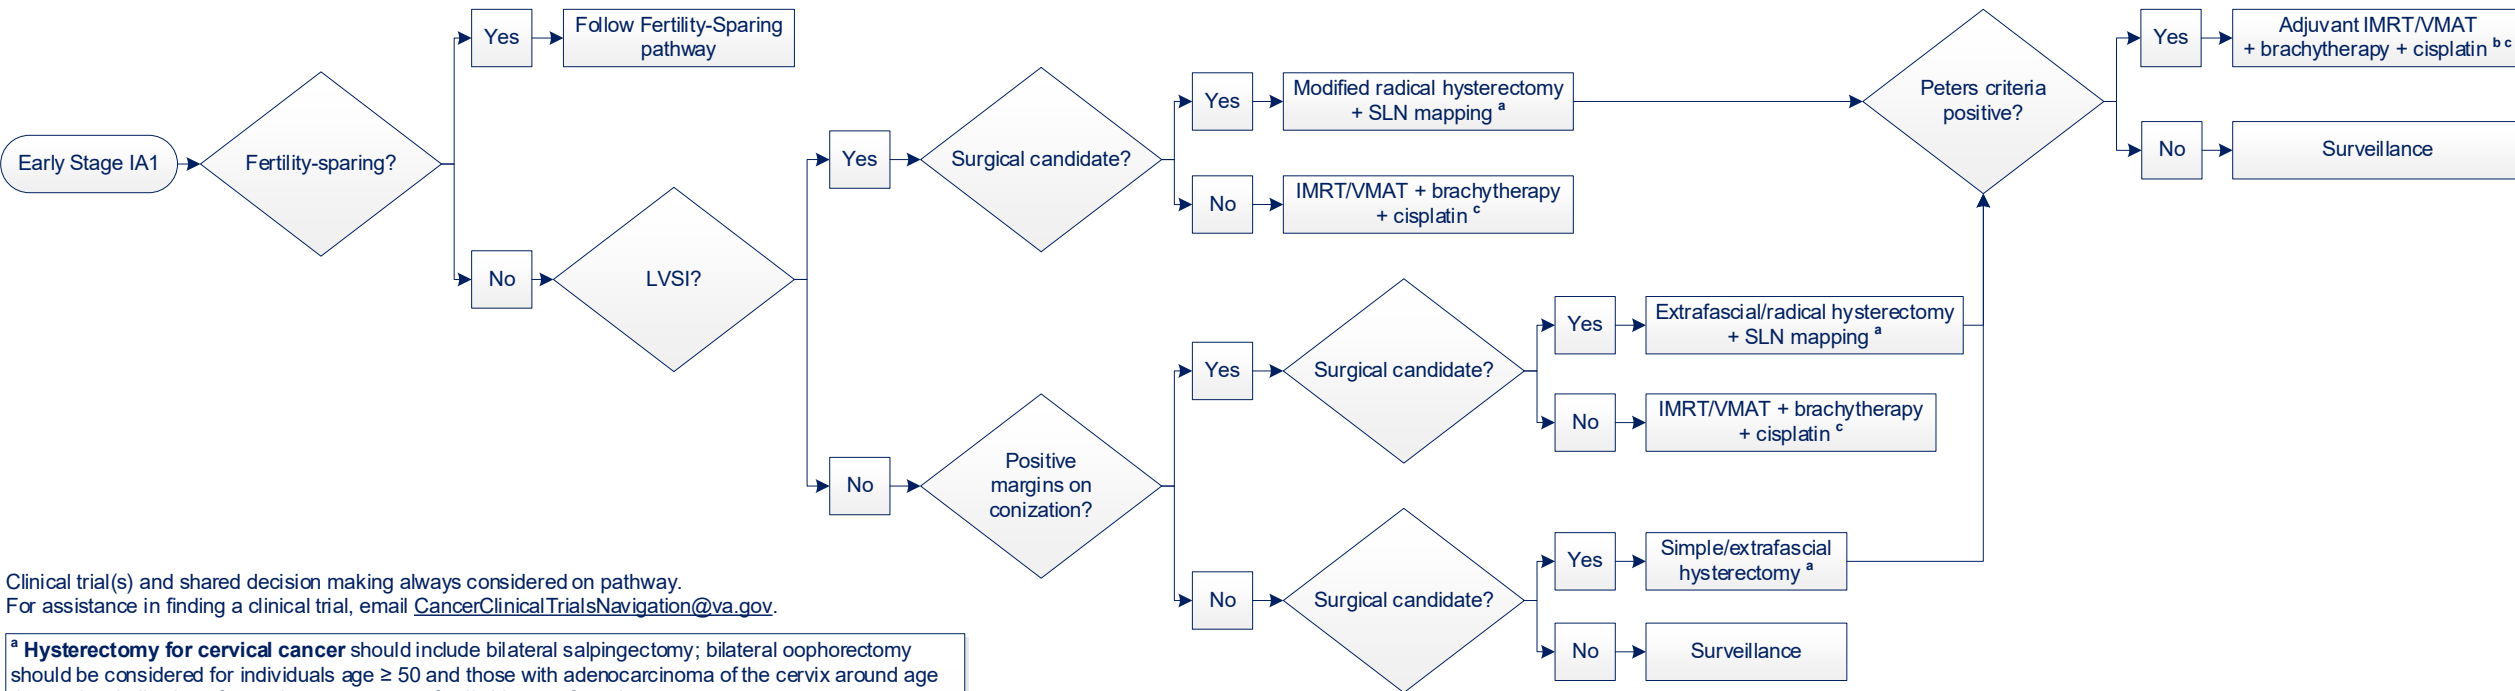 Early Stage IA1
Fertility-sparing?
Yes
Follow Fertility-Sparing
pathway
No
LVSI?
Yes
Surgical candidate?
Yes
Modified radical hysterectomy
+ SLN mapping a
No
IMRT/VMAT + brachytherapy
+ cisplatin c
No
Positive
margins on
conization?
Yes
Surgical candidate?
Yes
Extrafascial/radical hysterectomy
+ SLN mapping a
No
IMRT/VMAT + brachytherapy
+ cisplatin c
No
Surgical candidate?
Yes
Simple/extrafascial
hysterectomy a
No
Surveillance
Peters criteria
positive?
Yes
Adjuvant IMRT/VMAT
+ brachytherapy + cisplatin b c
No
Surveillance
Clinical trial(s) and shared decision making always considered on pathway.
For assistance in finding a clinical trial, email CancerClinicalTrialsNavigation@va.gov.
a Hysterectomy for cervical cancer should include bilateral salpingectomy; bilateral oophorectomy
should be considered for individuals age ≥ 50 and those with adenocarcinoma of the cervix around age